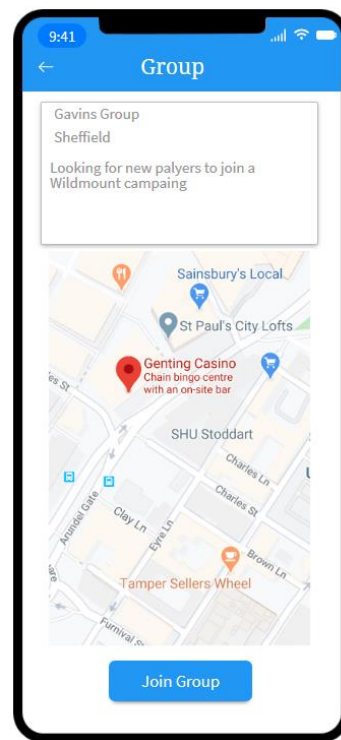 9:41
Group
Gavins Group
Sheffield
Looking for new palyers to join a
Wildmount campaing
Sainsbury's Local
St Paul's City Lofts
Genting Casino
Chain bingo centre
with an on-site bar
SHU Stoddart
Charles Ln
Charles St
Arundel Gate
Clay Ln
Eyre Ln
Brown Ln
Tamper Sellers Wheel
Furnival St
Join Group